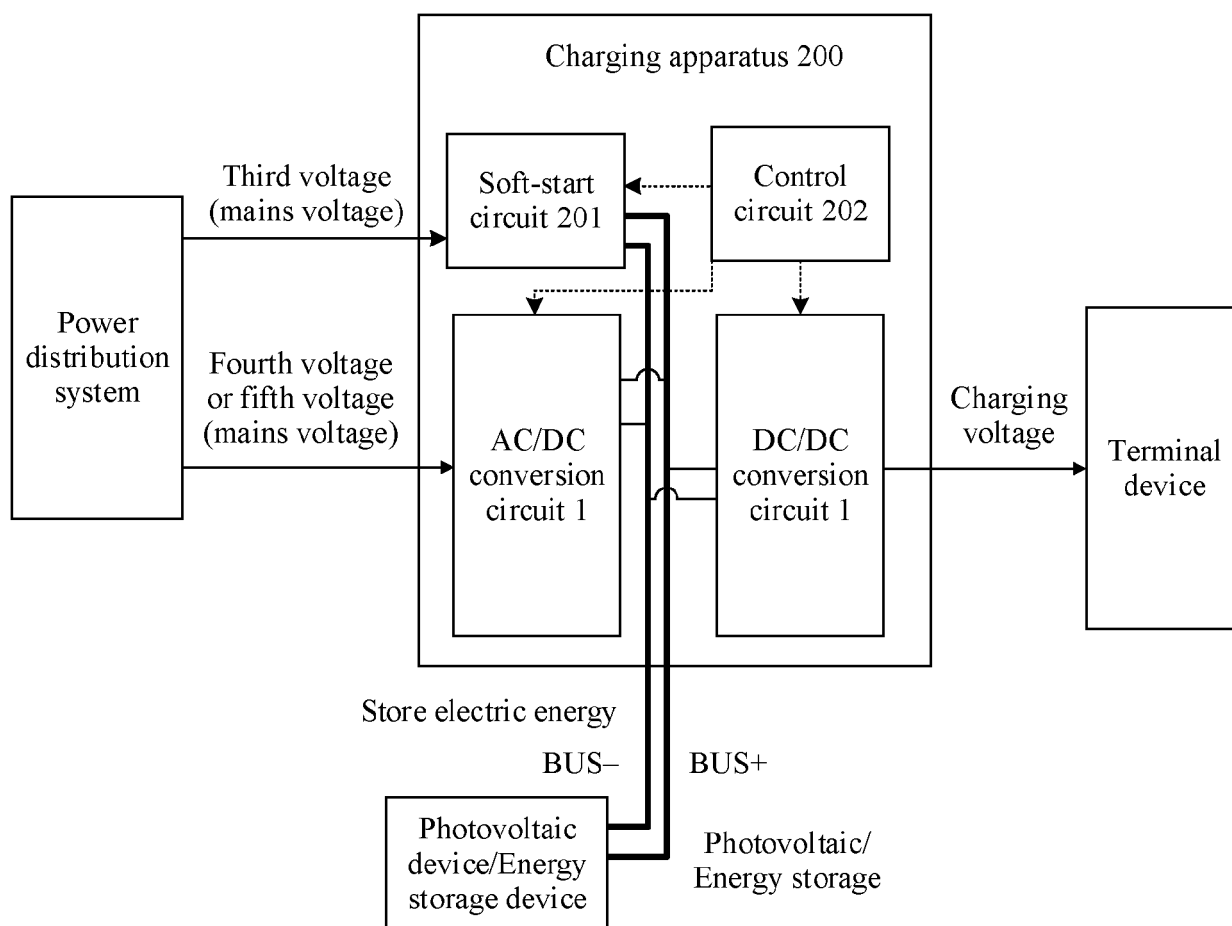 Charging apparatus 200
Soft-start
circuit 201
Control
circuit 202
Third voltage
(mains voltage)
Power
distribution
system
Fourth voltage
or fifth voltage
(mains voltage)
AC/DC
conversion
circuit 1
DC/DC
conversion
circuit 1
Charging
voltage
Terminal
device
Store electric energy
BUS–
BUS+
Photovoltaic
device/Energy
storage device
Photovoltaic/
Energy storage